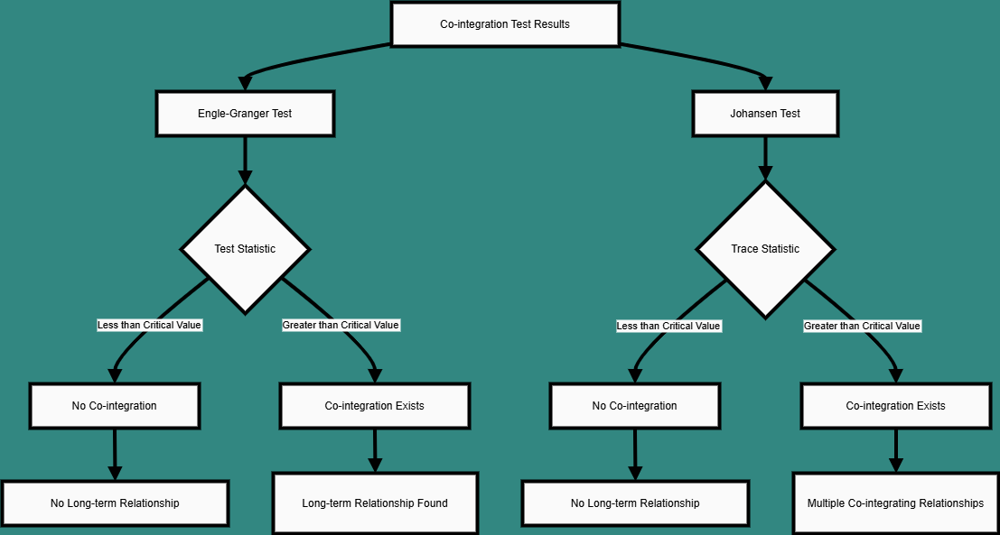 Co-integration Test Results
Engle-Granger Test
Johansen Test
Test Statistic
Trace Statistic
Less than Critical Value
Greater than Critical Value
Less than Critical Value
Greater than Critical Value
No Co-integration
Co-integration Exists
No Co-integration
Co-integration Exists
No Long-term Relationship
Long-term Relationship Found
No Long-term Relationship
Multiple Co-integrating Relationships